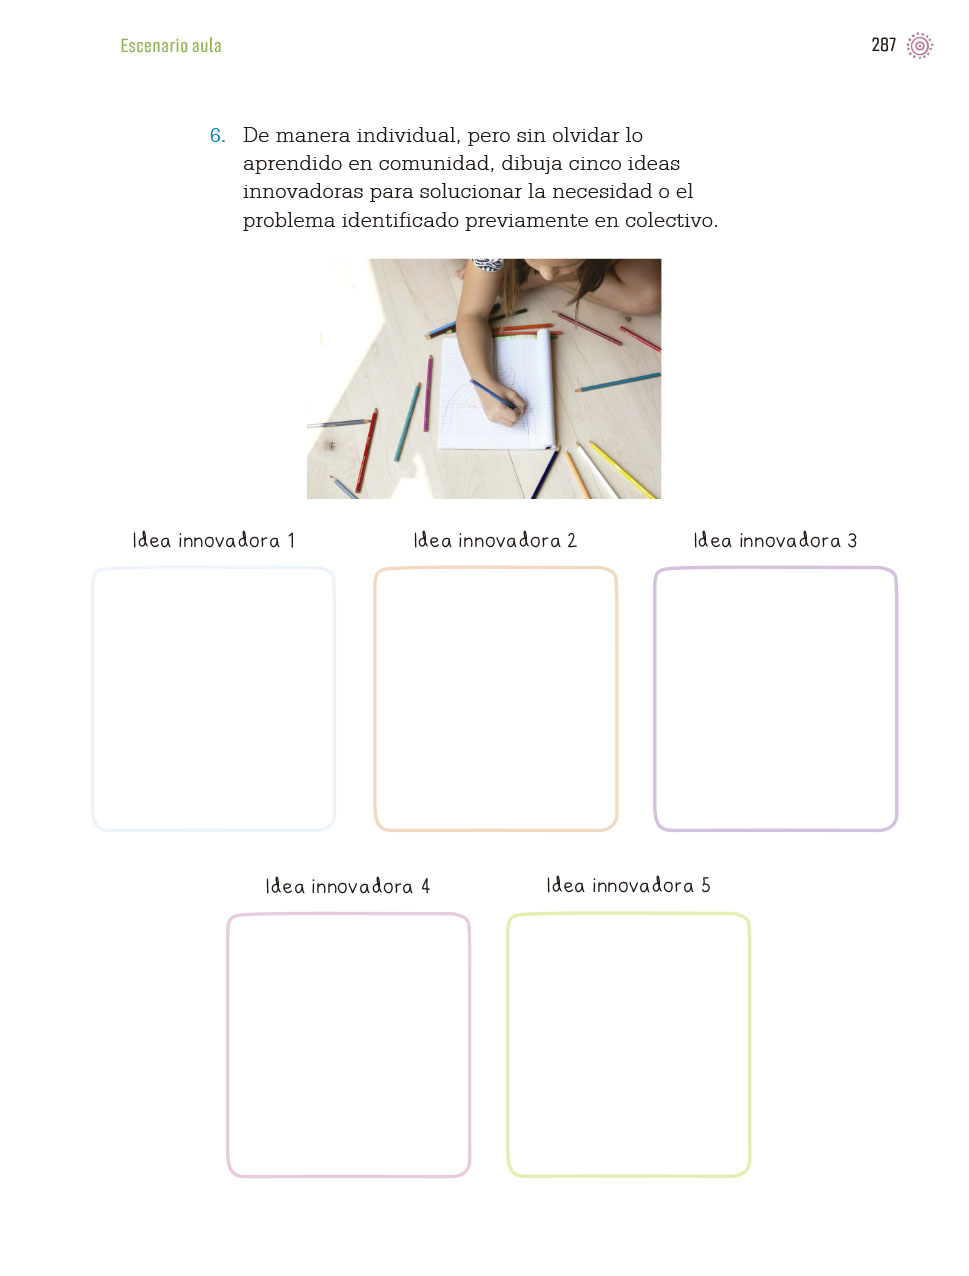 Escenario aula
287
6. De manera individual, pero sin olvidar lo
aprendido en comunidad, dibuja cinco ideas
innovadoras para solucionar la necesidad o el
problema identificado previamente en colectivo.
Idea innovadora 1
Idea innovadora 2
Idea innovadora 3
Idea innovadora 4
Idea innovadora 5